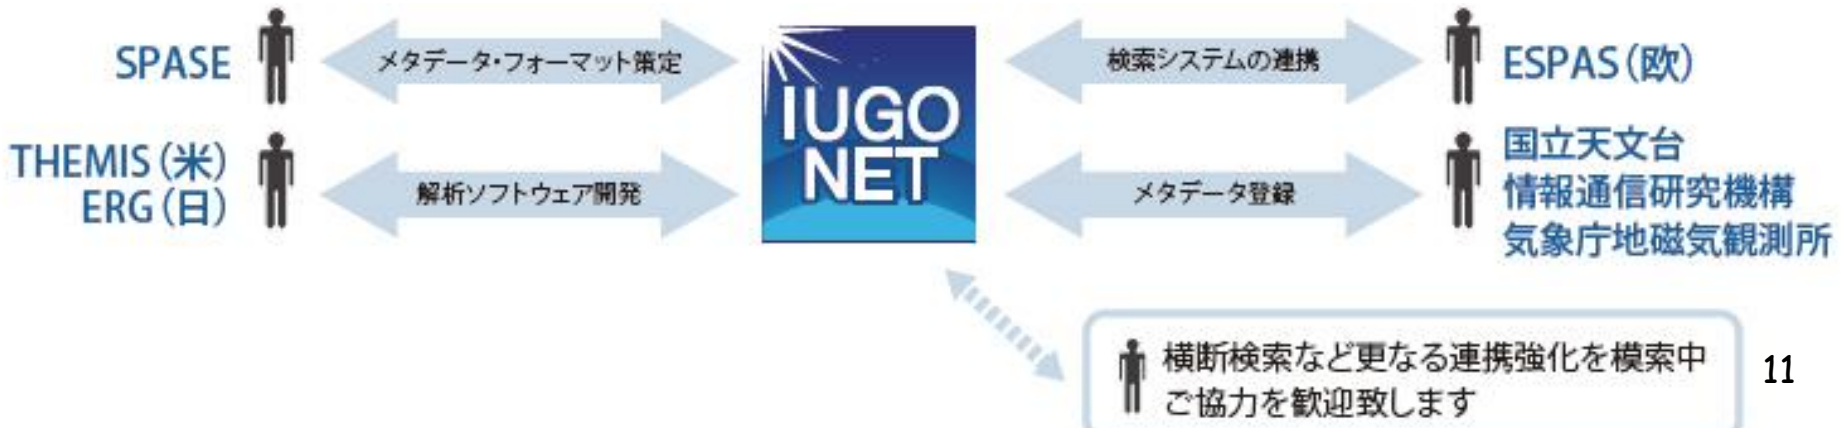 SPASE
メタデータ・フォーマット策定
THEMIS（米）
ERG（日）
解析ソフトウェア開発
IUGO
NET
検索システムの連携
ESPAS（欧）
メタデータ登録
国立天文台
情報通信研究機構
気象庁地磁気観測所
横断検索など更なる連携強化を模索中
ご協力を歓迎致します
11